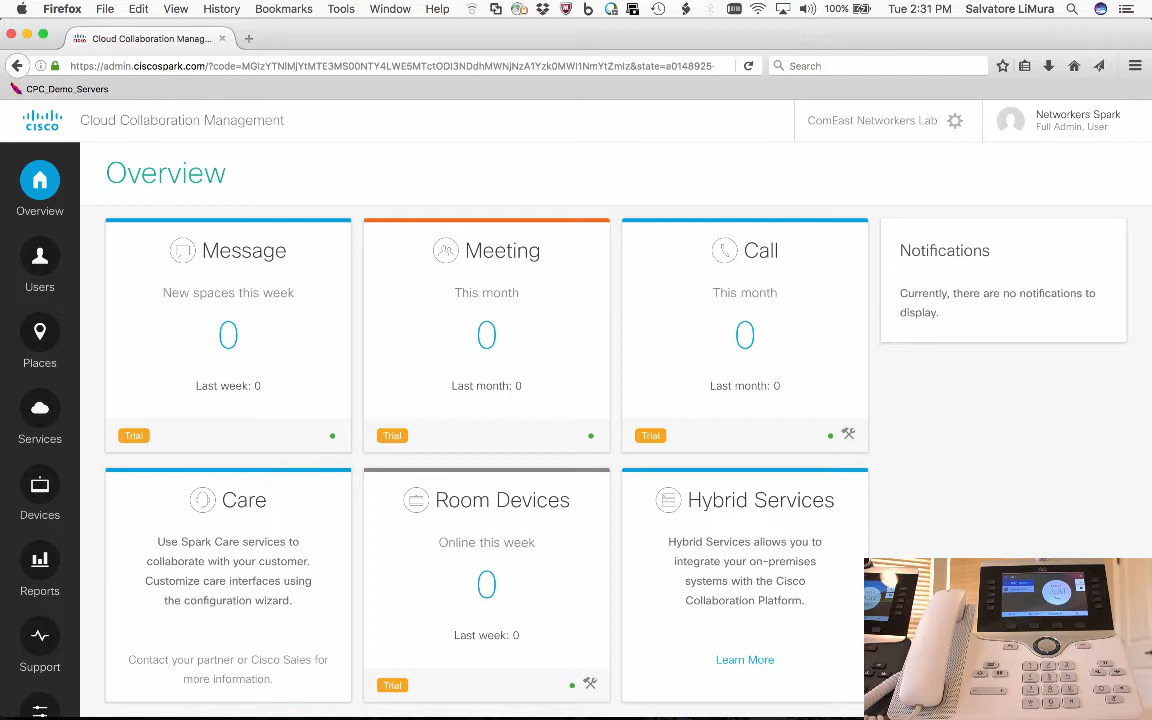 Firefox File Edit View History Bookmarks Tools Window Help 100% Tue 2:31 PM Salvatore LiMura
Cloud Collaboration Manag...
https://admin.ciscospark.com/?code=
Search
CPC_Demo_Servers
CISCO
Cloud Collaboration Management
ComEast Networkers Lab
Networkers Spark
Full Admin, User
Overview
Users
Places
Services
Devices
Reports
Support
Overview
Message
New spaces this week
0
Last week: 0
Trial
Meeting
This month
0
Last month: 0
Trial
Call
This month
0
Last month: 0
Trial
Notifications
Currently, there are no notifications to
display.
Care
Use Spark Care services to
collaborate with your customer.
Customize care interfaces using
the configuration wizard.
Contact your partner or Cisco Sales for
more information.
Room Devices
Online this week
0
Last week: 0
Trial
Hybrid Services
Hybrid Services allows you to
integrate your on-premises
systems with the Cisco
Collaboration Platform.
Learn More